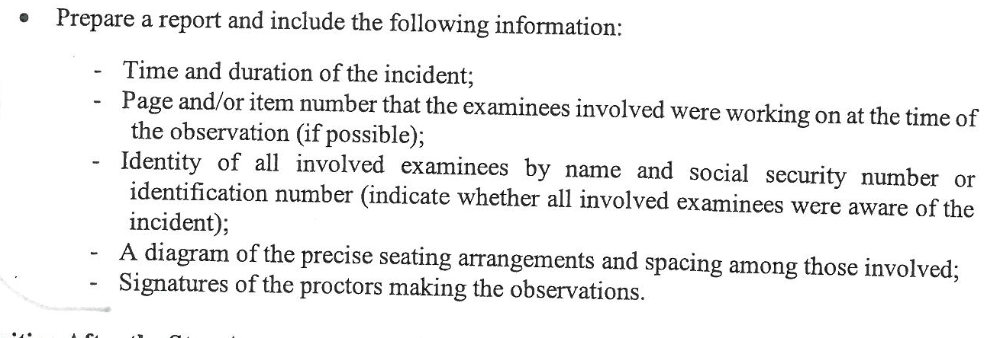 • Prepare a report and include the following information:
- Time and duration of the incident;
- Page and/or item number that the examinees involved were working on at the time of
the observation (if possible);
- Identity of all involved examinees by name and social security number or
identification number (indicate whether all involved examinees were aware of the
incident);
- A diagram of the precise seating arrangements and spacing among those involved;
- Signatures of the proctors making the observations.